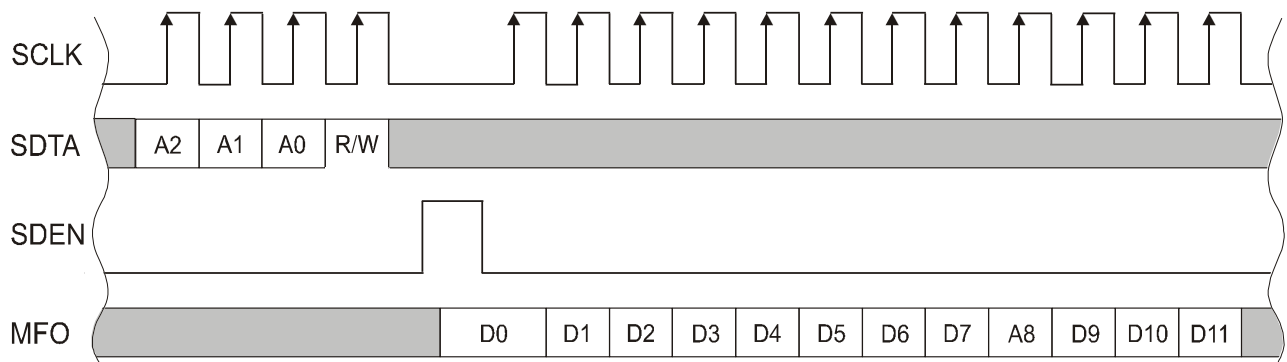 SCLK
SDTA A2 A1 A0 R/W
SDEN
MFO D0 D1 D2 D3 D4 D5 D6 D7 A8 D9 D10 D11